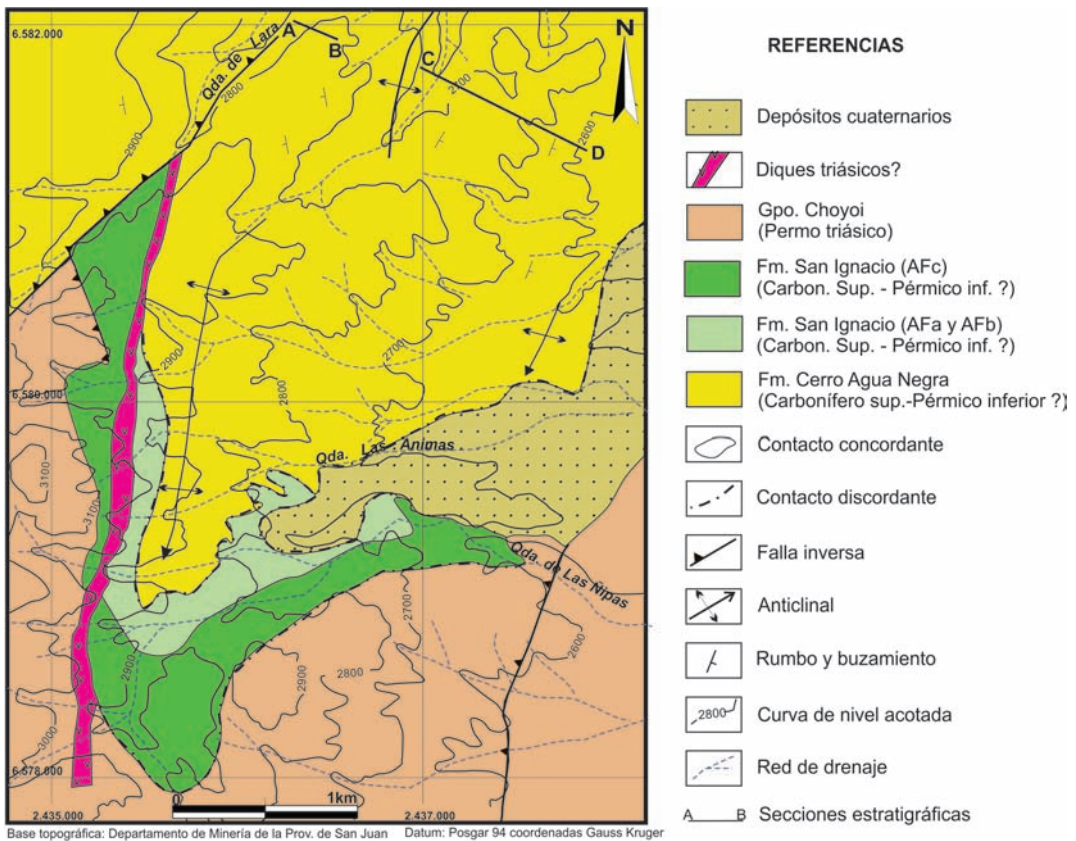 6.582.000
Qda. de Lara
A
B
C
D
N
2900
2800
2700
2600
2900
2700
2800
6.580.000
Qda. Las Animas
3100
3100
Qda. de Las Ñipas
2700
2600
2800
2900
2900
3000
6.578.000
0
1km
2.435.000
2.437.000
Base topográfica: Departamento de Minería de la Prov. de San Juan
Datum: Posgar 94 coordenadas Gauss Kruger
REFERENCIAS
Depósitos cuaternarios
Diques triásicos?
Gpo. Choyoi
(Permo triásico)
Fm. San Ignacio (AFc)
(Carbon. Sup. - Pérmico inf. ?)
Fm. San Ignacio (AFa y AFb)
(Carbon. Sup. - Pérmico inf. ?)
Fm. Cerro Agua Negra
(Carbonífero sup.-Pérmico inferior ?)
Contacto concordante
Contacto discordante
Falla inversa
Anticlinal
Rumbo y buzamiento
2800
Curva de nivel acotada
Red de drenaje
A B
Secciones estratigráficas